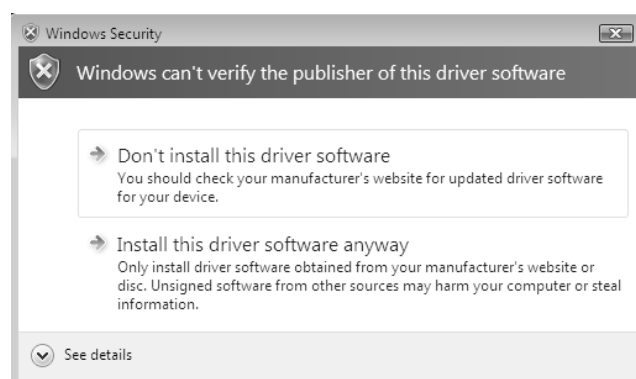 Windows Security
Windows can't verify the publisher of this driver software
Don't install this driver software
You should check your manufacturer's website for updated driver software
for your device.
Install this driver software anyway
Only install driver software obtained from your manufacturer's website or
disc. Unsigned software from other sources may harm your computer or steal
information.
See details